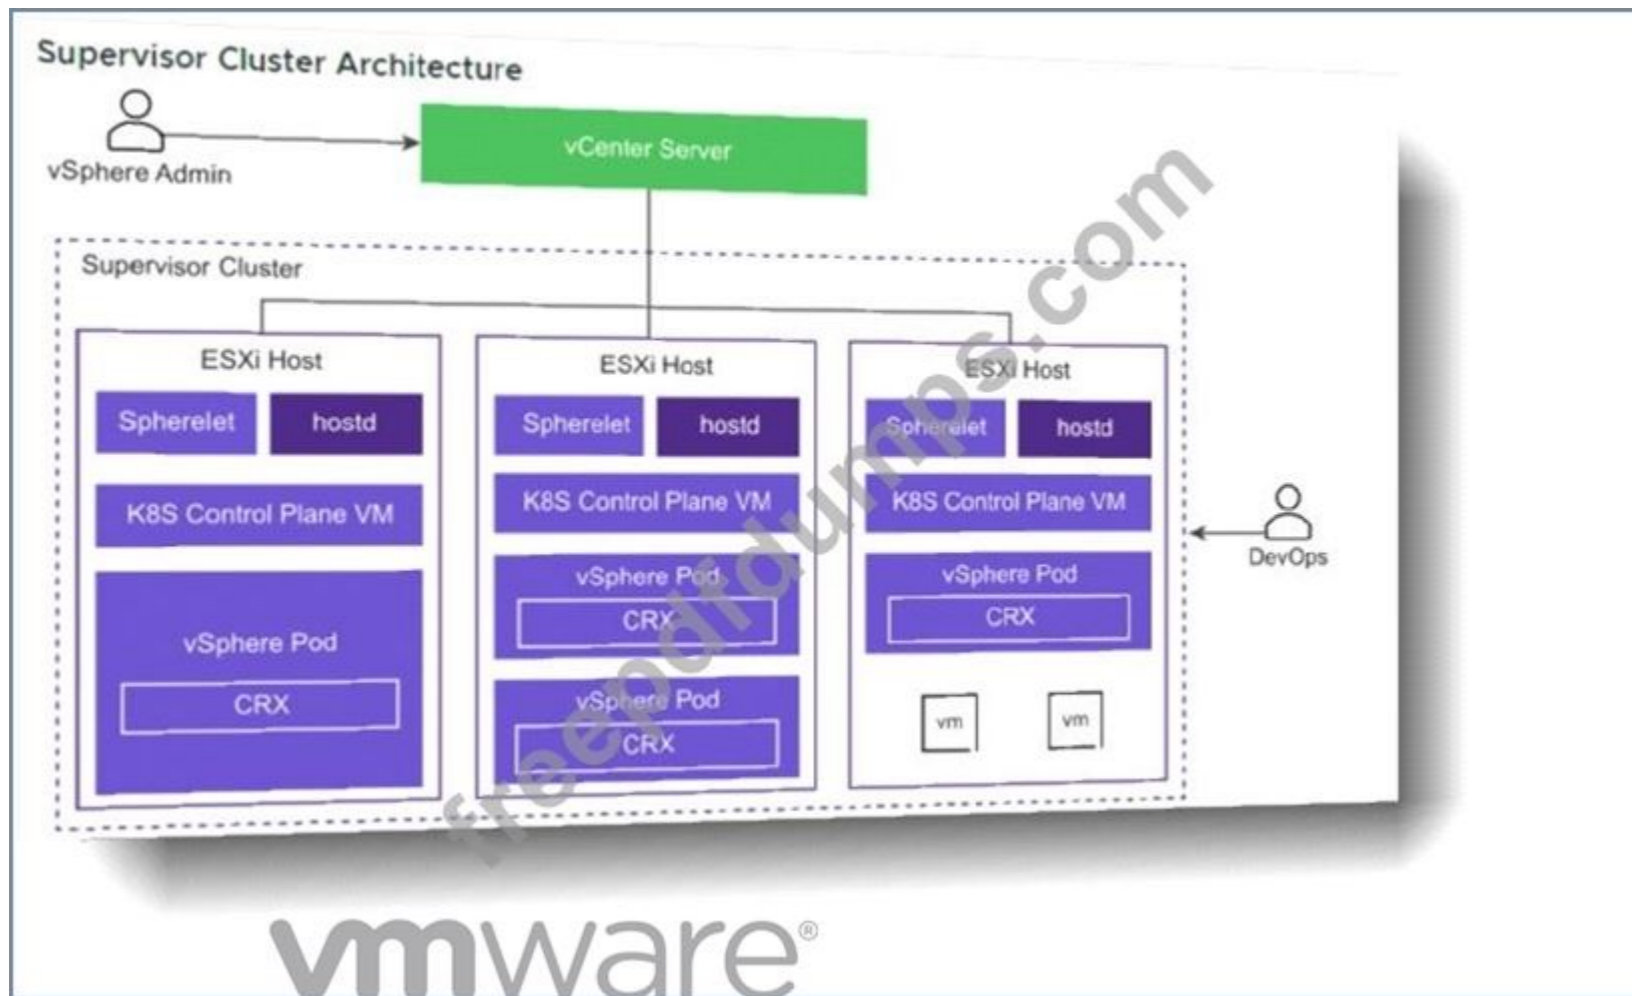 Supervisor Cluster Architecture
vSphere Admin
vCenter Server
Supervisor Cluster
ESXi Host
Spherelet
hostd
K8S Control Plane VM
vSphere Pod
CRX
ESXi Host
Spherelet
hostd
K8S Control Plane VM
vSphere Pod
CRX
vSphere Pod
CRX
ESXi Host
Spherelet
hostd
K8S Control Plane VM
vSphere Pod
CRX
vm
vm
DevOps
freepdfdumps.com
vmware®